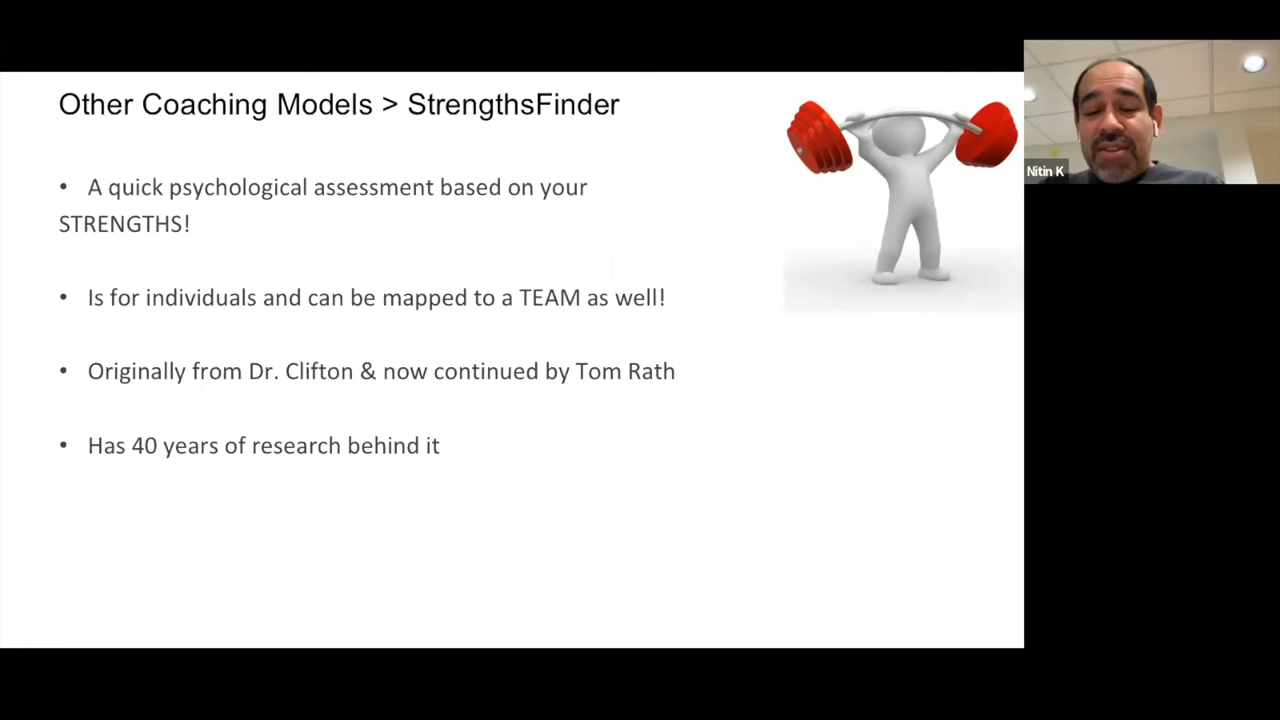 Other Coaching Models > StrengthsFinder
• A quick psychological assessment based on your
STRENGTHS!
• Is for individuals and can be mapped to a TEAM as well!
• Originally from Dr. Clifton & now continued by Tom Rath
• Has 40 years of research behind it
Nitin K